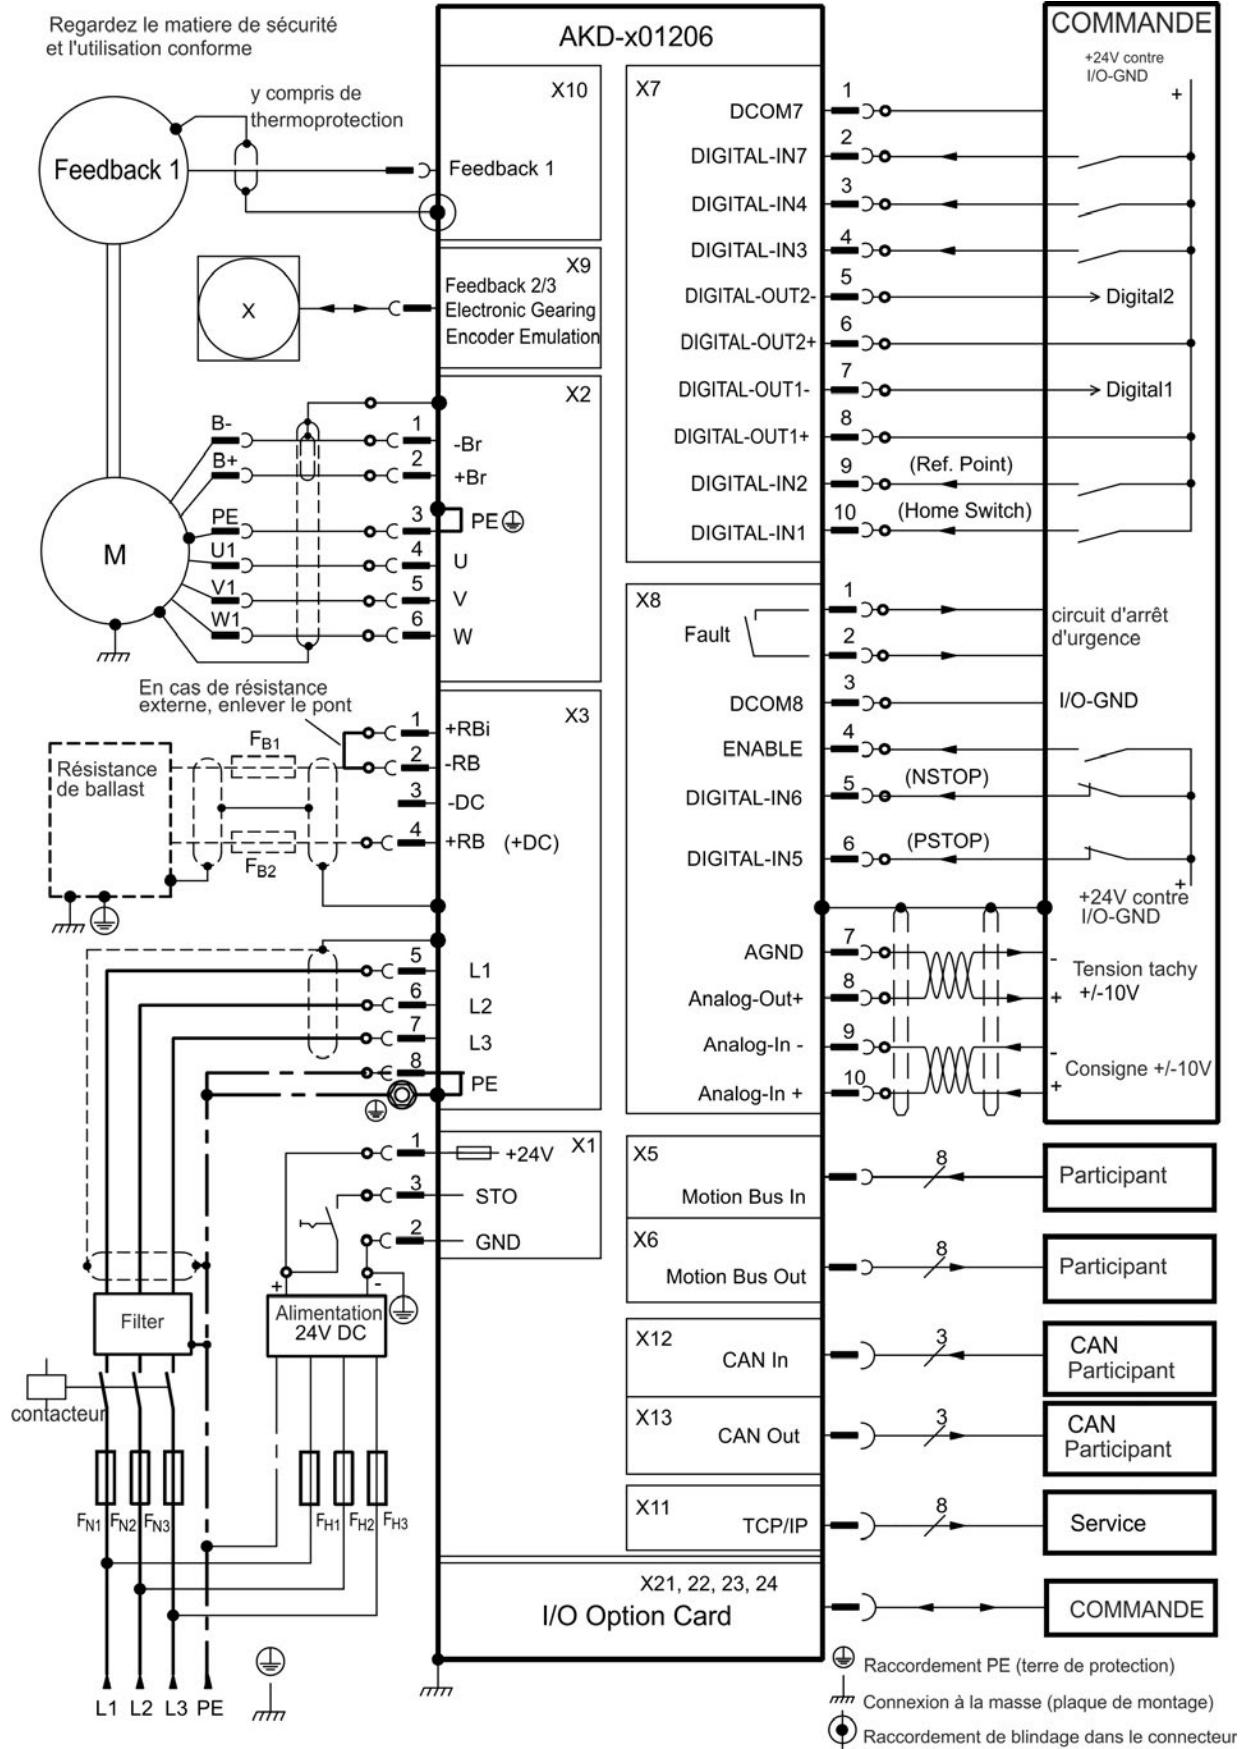 Regardez le matiere de sécurité
et l'utilisation conforme
AKD-x01206
COMMANDE
+24V contre
I/O-GND
+
y compris de
thermoprotection
Feedback 1
X10
Feedback 1
X9
Feedback 2/3
Electronic Gearing
Encoder Emulation
X
X2
B-
1
-Br
B+
2
+Br
PE
3
PE
U1
4
U
V1
5
V
W1
6
W
M
En cas de résistance
externe, enlever le pont
X3
1
+RBi
2
-RB
3
-DC
4
+RB (+DC)
FB1
FB2
Résistance
de ballast
5
L1
6
L2
7
L3
8
PE
X1
1
+24V
3
STO
2
GND
+
-
Alimentation
24V DC
Filter
contacteur
FN1 FN2 FN3
FH1 FH2 FH3
L1 L2 L3 PE
X7
1
DCOM7
2
DIGITAL-IN7
3
DIGITAL-IN4
4
DIGITAL-IN3
5
DIGITAL-OUT2-
Digital2
6
DIGITAL-OUT2+
7
DIGITAL-OUT1-
Digital1
8
DIGITAL-OUT1+
9
DIGITAL-IN2
(Ref. Point)
10
DIGITAL-IN1
(Home Switch)
X8
Fault
1
2
circuit d'arrêt
d'urgence
3
DCOM8
I/O-GND
4
ENABLE
5
DIGITAL-IN6
(NSTOP)
6
DIGITAL-IN5
(PSTOP)
+
+24V contre
I/O-GND
7
AGND
-
8
Analog-Out+
+
Tension tachy
+/-10V
9
Analog-In -
-
10
Analog-In +
+
Consigne +/-10V
X5
Motion Bus In
8
Participant
X6
Motion Bus Out
8
Participant
X12
CAN In
3
CAN
Participant
X13
CAN Out
3
CAN
Participant
X11
TCP/IP
8
Service
X21, 22, 23, 24
I/O Option Card
COMMANDE
Raccordement PE (terre de protection)
Connexion à la masse (plaque de montage)
Raccordement de blindage dans le connecteur